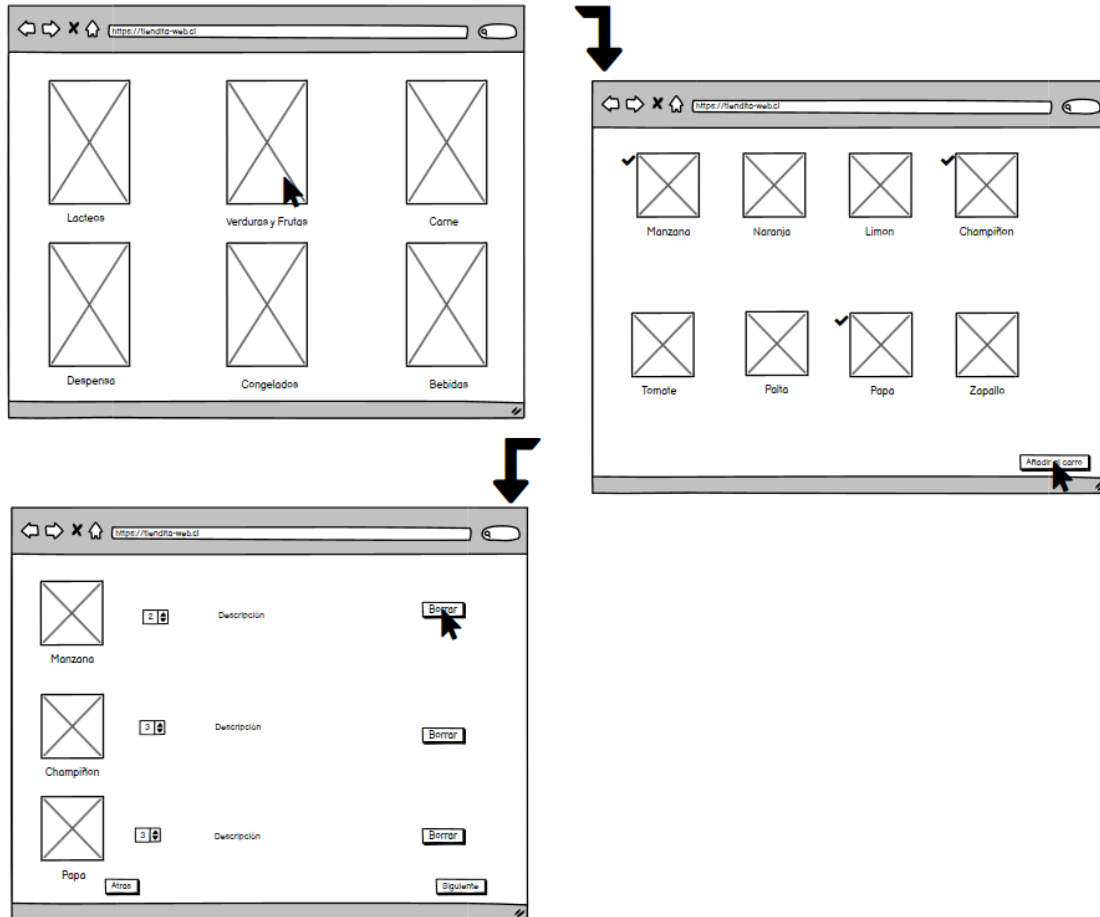 https://tiendita-web.cl
Lacteos
Verduras y Frutas
Carne
Despensa
Congelados
Bebidas
https://tiendita-web.cl
Manzana
Naranja
Limon
Champiñon
Tomate
Palta
Papa
Zapallo
Añadir al carro
https://tiendita-web.cl
2
Descripción
Borrar
Manzana
3
Descripción
Borrar
Champiñon
3
Descripción
Borrar
Papa
Atras
Siguiente